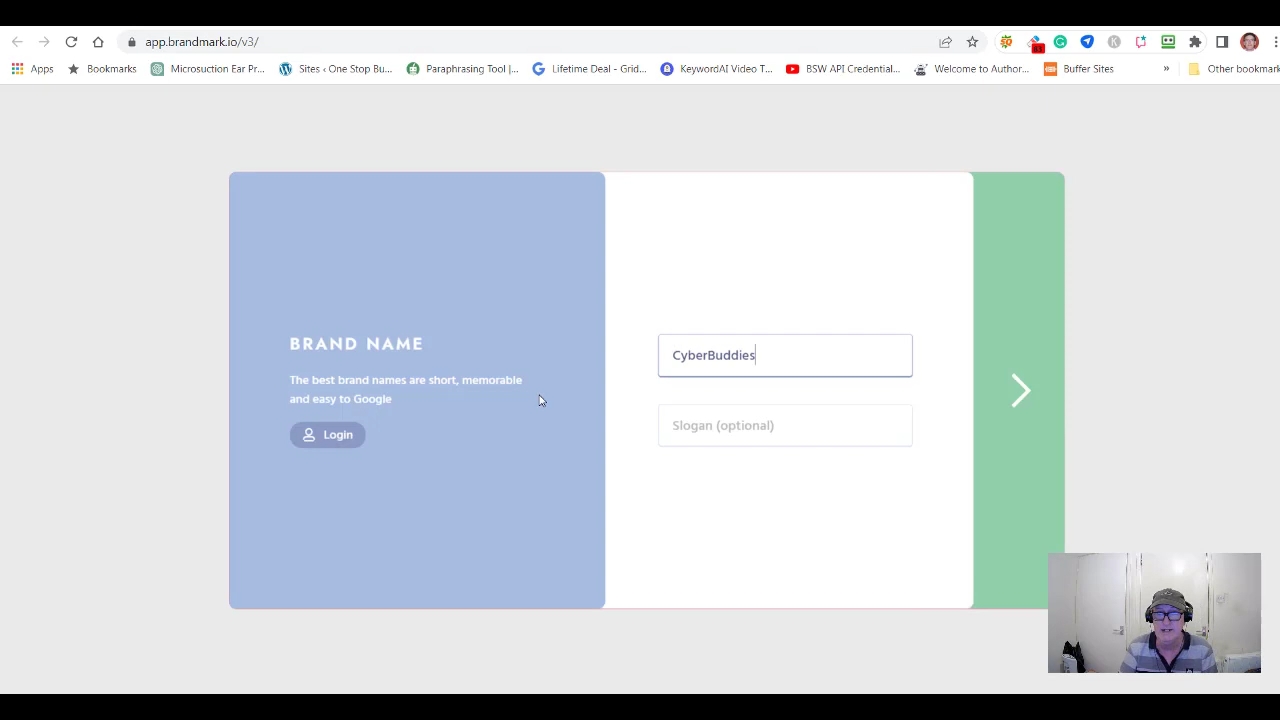 app.brandmark.io/v3/
83
Apps
Bookmarks
Microsuction Ear Pr...
Sites ‹ One Stop Bu...
Paraphrasing Tool |...
Lifetime Deal - Grid...
KeywordAI Video T...
BSW API Credential...
Welcome to Author...
Buffer Sites
»
Other bookmark
BRAND NAME
The best brand names are short, memorable
and easy to Google
Login
CyberBuddies
Slogan (optional)